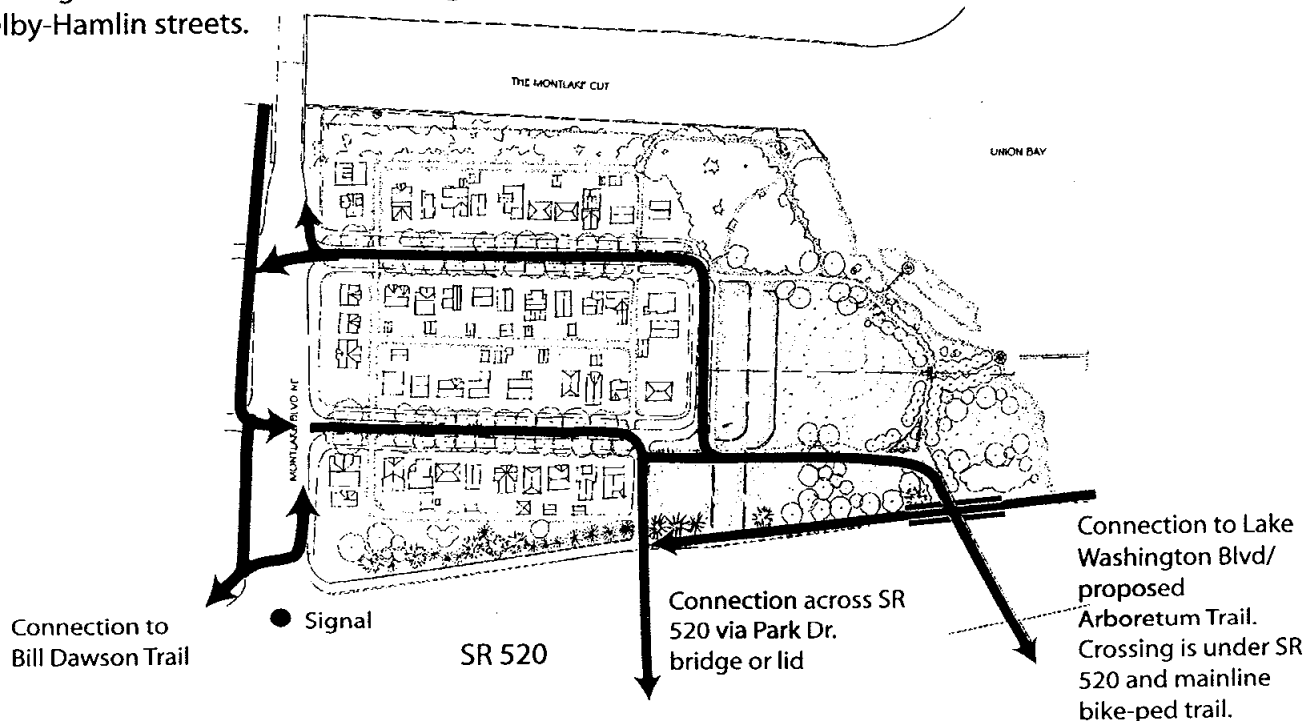 elby-Hamlin streets.
THE MONTLAKE CUT
UNION BAY
MONTLAKE BLVD NE
Connection to
Bill Dawson Trail
Signal
SR 520
Connection across SR
520 via Park Dr.
bridge or lid
Connection to Lake
Washington Blvd/
proposed
Arboretum Trail.
Crossing is under SR
520 and mainline
bike-ped trail.